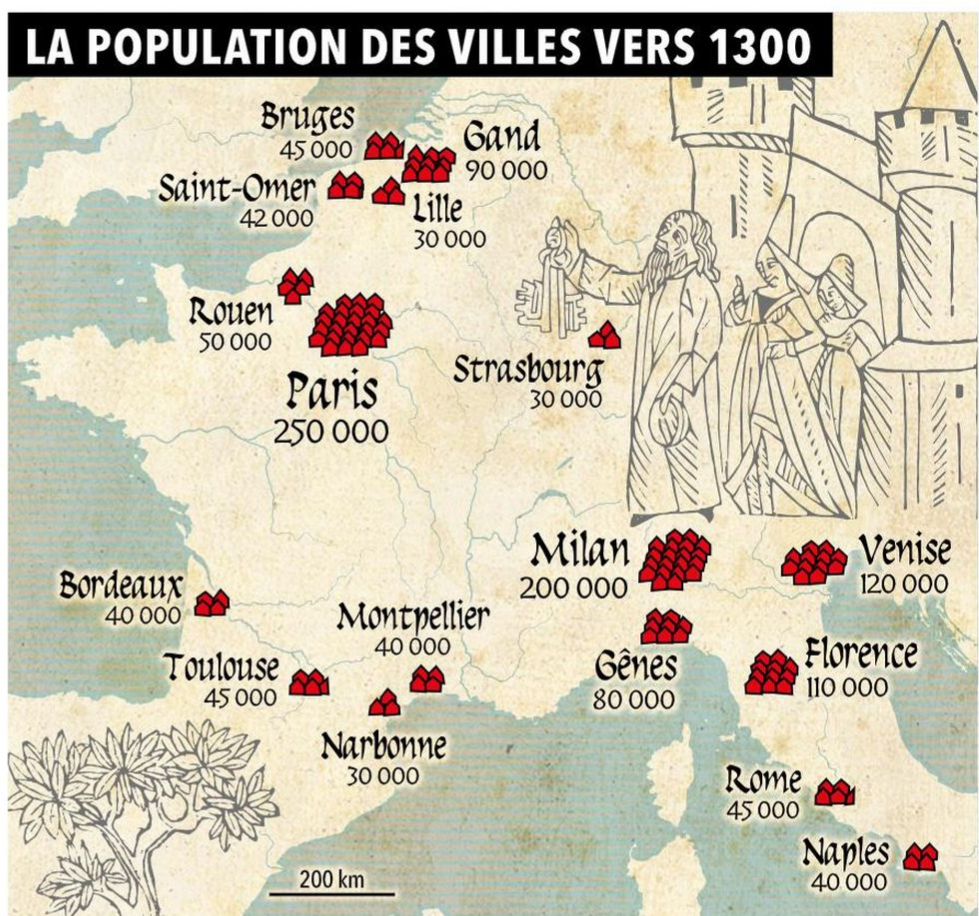 LA POPULATION DES VILLES VERS 1300
Bruges
45 000
Gand
90 000
Saint-Omer
42 000
Lille
30 000
Rouen
50 000
Paris
250 000
Strasbourg
30 000
Milan
200 000
Venise
120 000
Bordeaux
40 000
Montpellier
40 000
Toulouse
45 000
Gênes
80 000
Florence
110 000
Narbonne
30 000
Rome
45 000
Naples
40 000
200 km